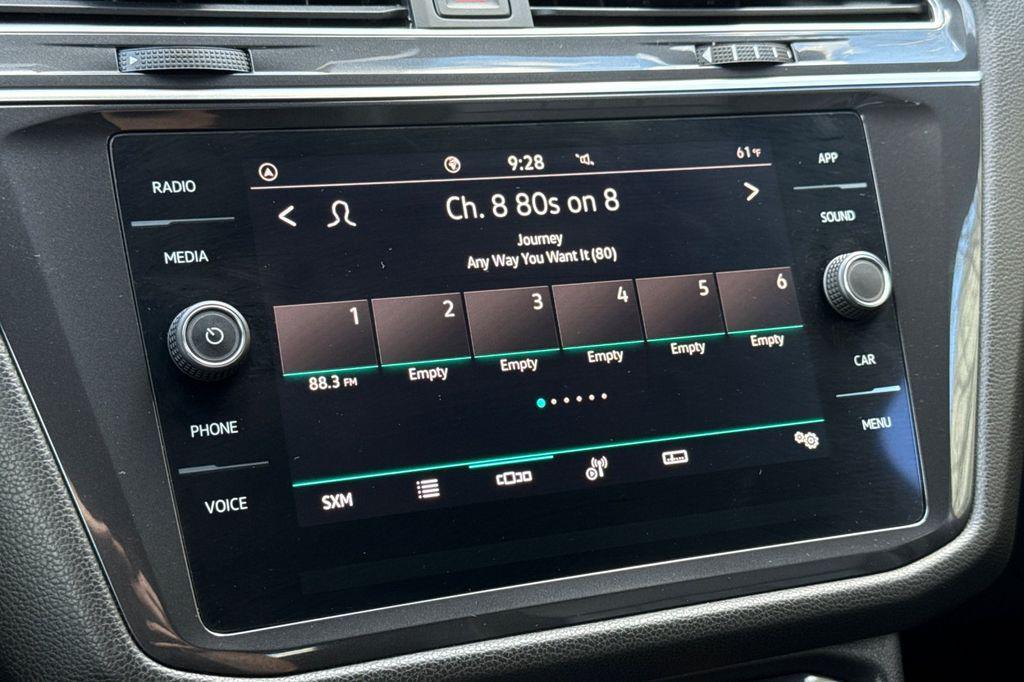 9:28
61°F
RADIO
MEDIA
PHONE
VOICE
Ch. 8 80s on 8
Journey
Any Way You Want It (80)
1 2 3 4 5 6
88.3 FM Empty Empty Empty Empty Empty
SXM
APP
SOUND
CAR
MENU